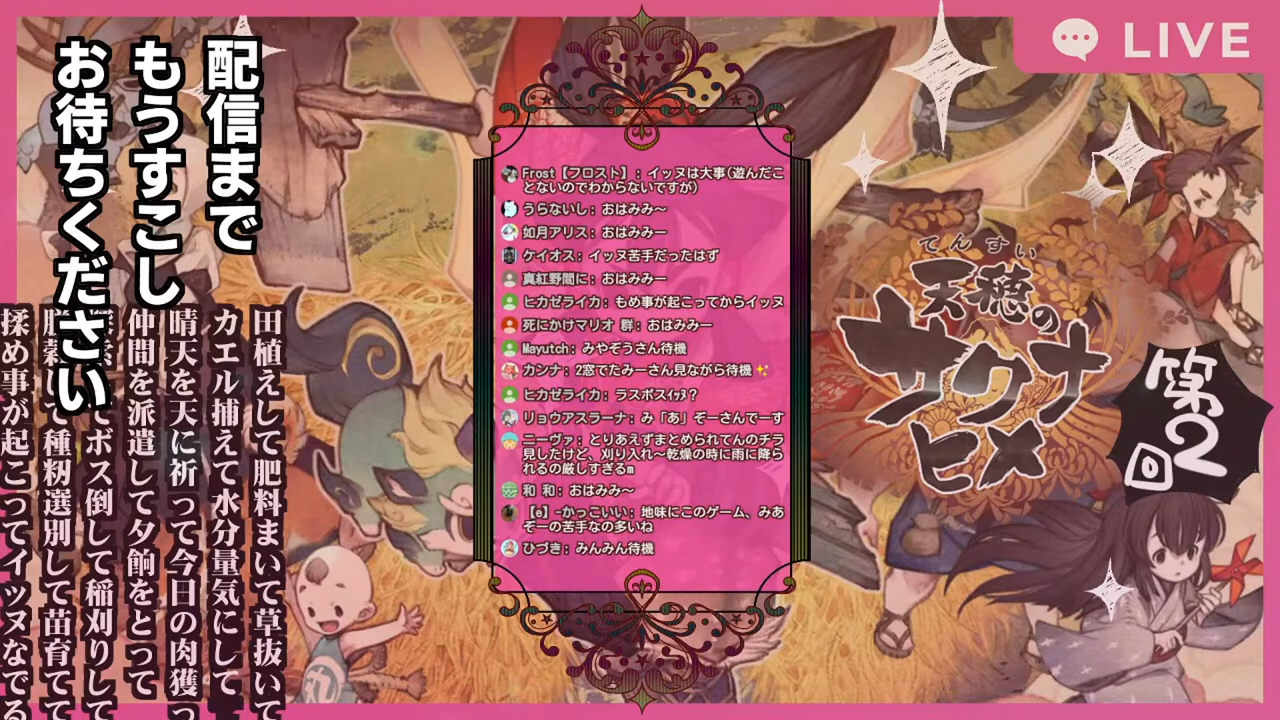 配信まで
もうすこし
お待ちください
LIVE
田植えして肥料まいて草抜いて
カエル捕えて水分量気にして
晴天を天に祈って今日の肉獲っ
仲間を派遣して夕餉をとって
てボス倒して稲刈りして
して種籾選別して苗育てて
揉め事が起こってイッヌなでる
Frost【フロスト】: イッヌは大事(遊んだこ
とないのでわからないですが)
うらないし: おはみみ～
如月アリス: おはみみー
ケイオス: イッヌ苦手だったはず
真紅野間に: おはみみー
ヒカゼライカ: もめ事が起こってからイッヌ
死にかけマリオ 群: おはみみー
Mayutch: みやぞうさん待機
カンナ: 2窓でたみーさん見ながら待機✨
ヒカゼライカ: ラスボスイッヌ?
リョウアスラーナ: み「あ」ぞーさんでーす
ニーヴァ: とりあえずまとめられてんのチラ
見したけど、刈り入れ～乾燥の時に雨に降ら
れるの厳しすぎるm
和 和: おはみみ～
【ⓔ】-かっこいい: 地味にこのゲーム、みあ
ぞーの苦手なの多いね
ひづき: みんみん待機
てんすい
天穂の
サクナ
ヒメ
第2
回